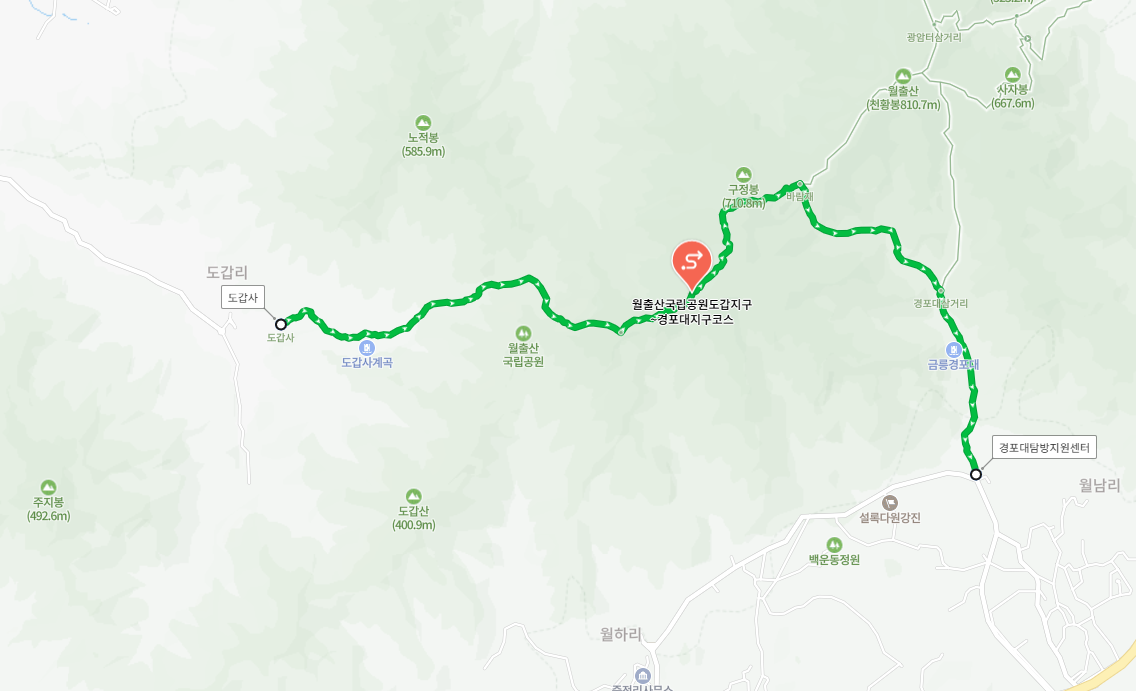 광암터삼거리
월출산
(천황봉810.7m)
사자봉
(667.6m)
노적봉
(585.9m)
구정봉
(710.8m)
바람재
도갑리
도갑사
도갑사
월출산국립공원도갑지구
~경포대지구코스
경포대삼거리
도갑사계곡
월출산
국립공원
금릉경포대
경포대탐방지원센터
월남리
주지봉
(492.6m)
도갑산
(400.9m)
설록다원강진
백운동정원
월하리